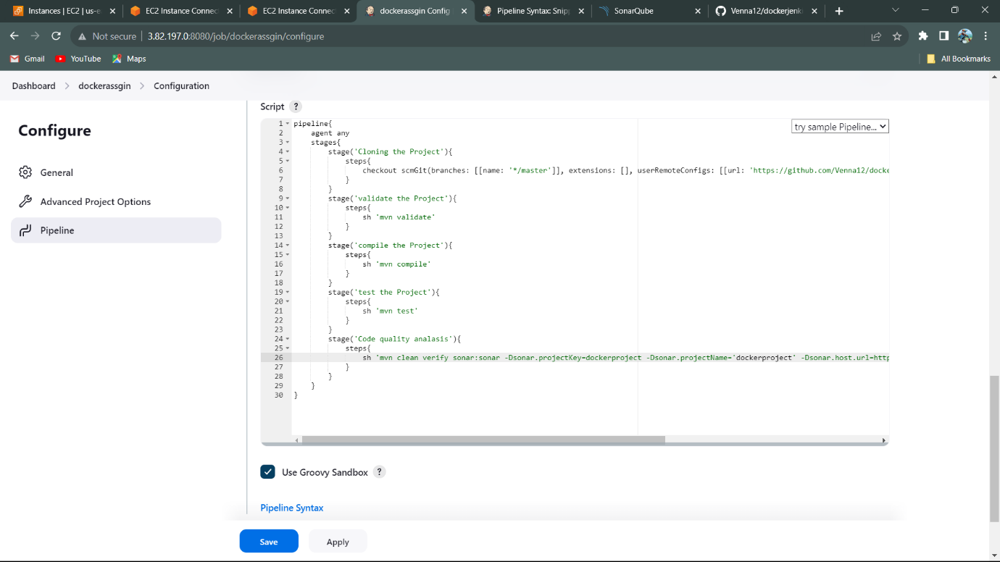 Instances | EC2 | us-e
EC2 Instance Connec
EC2 Instance Connec
dockerassgin Config
Pipeline Syntax: Snipp
SonarQube
Venna12/dockerjenki
Not secure
3.82.197.0:8080/job/dockerassgin/configure
Gmail
YouTube
Maps
All Bookmarks
Dashboard
dockerassgin
Configuration
Configure
General
Advanced Project Options
Pipeline
Script ?
try sample Pipeline...
1 pipeline{
2 agent any
3 stages{
4 stage('Cloning the Project'){
5 steps{
6 checkout scmGit(branches: [[name: '*/master']], extensions: [], userRemoteConfigs: [[url: 'https://github.com/Venna12/docke
7 }
8 }
9 stage('validate the Project'){
10 steps{
11 sh 'mvn validate'
12 }
13 }
14 stage('compile the Project'){
15 steps{
16 sh 'mvn compile'
17 }
18 }
19 stage('test the Project'){
20 steps{
21 sh 'mvn test'
22 }
23 }
24 stage('Code quality analasis'){
25 steps{
26 sh 'mvn clean verify sonar:sonar -Dsonar.projectKey=dockerproject -Dsonar.projectName='dockerproject' -Dsonar.host.url=http
27 }
28 }
29 }
30 }
Use Groovy Sandbox ?
Pipeline Syntax
Save
Apply